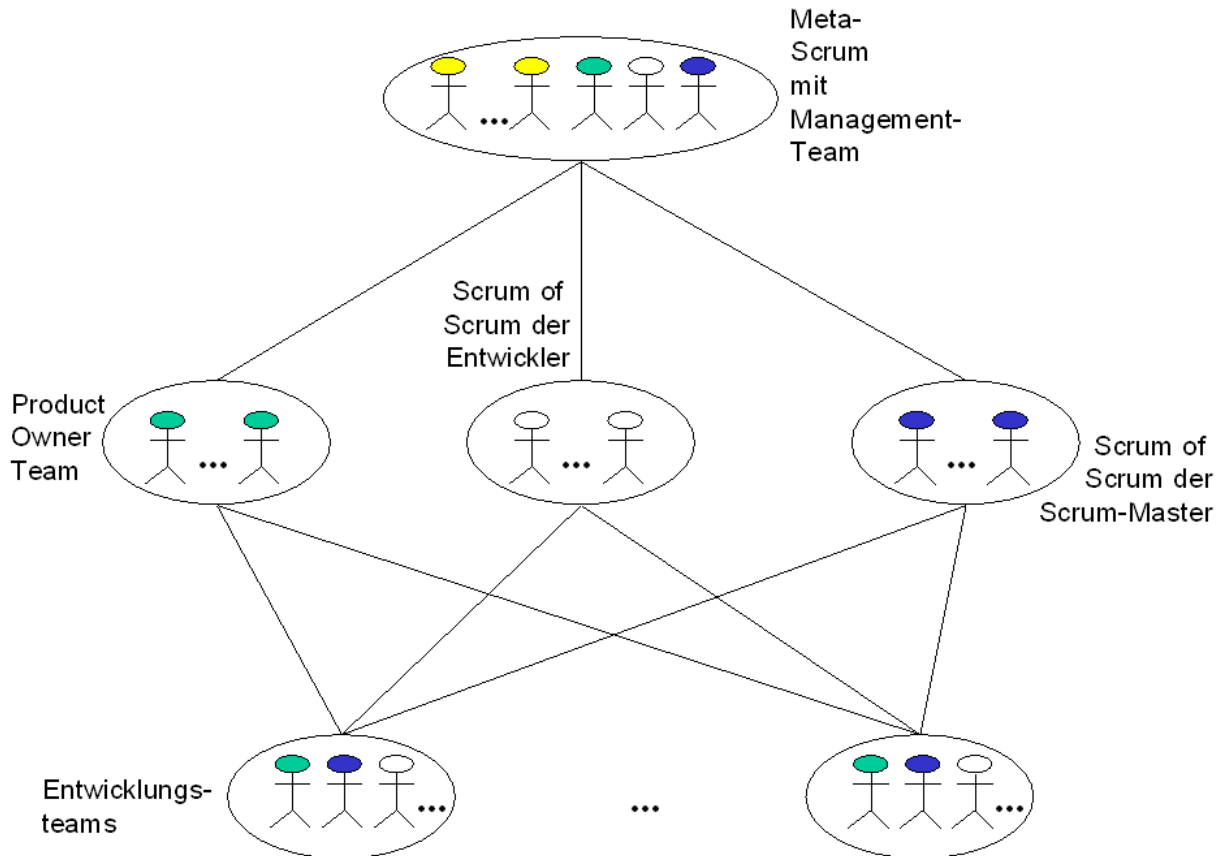 Meta-
Scrum
mit
Management-
Team
Scrum of
Scrum der
Entwickler
Product
Owner
Team
Scrum of
Scrum der
Scrum-Master
Entwicklungs-
teams